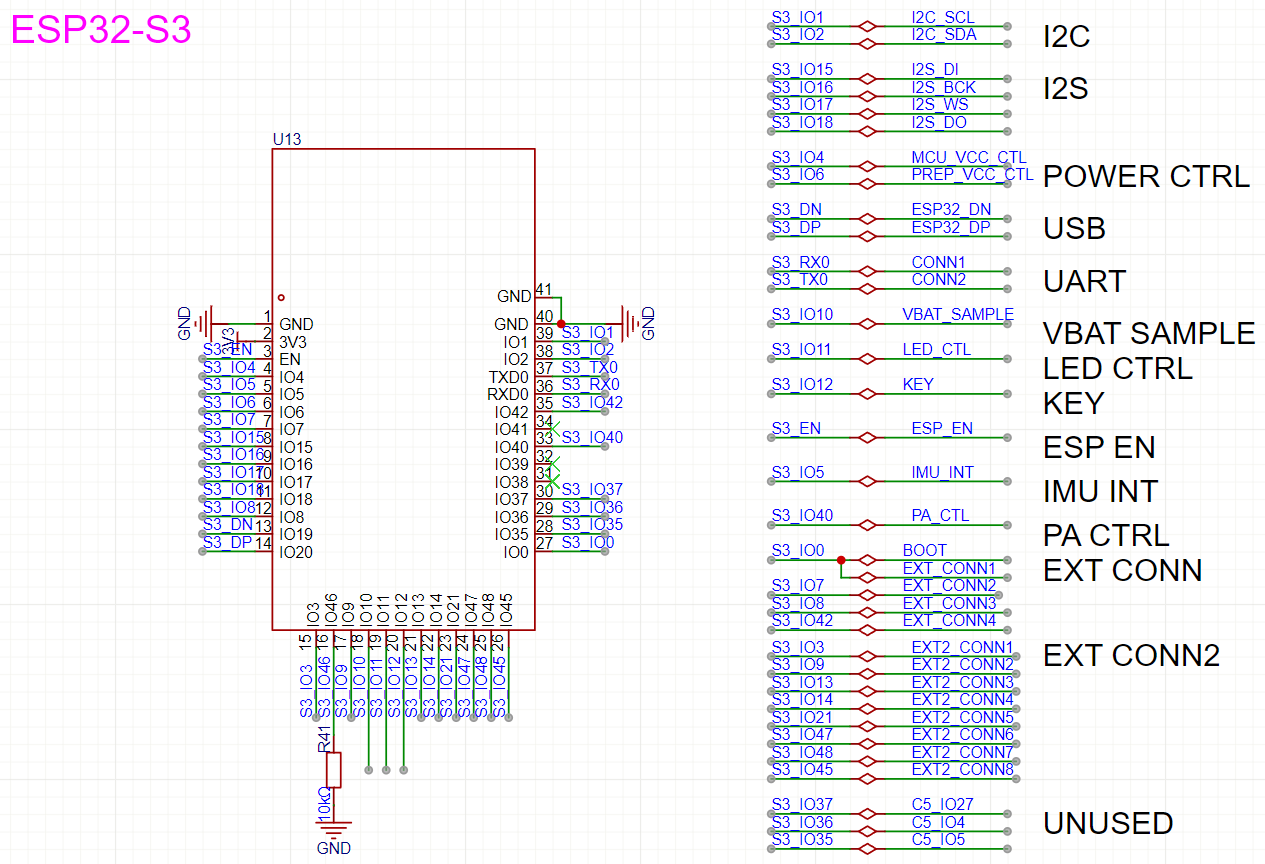 ESP32-S3
U13
GND
3V3
1 GND
2 3V3
S3_EN 3 EN
S3_IO4 4 IO4
S3_IO5 5 IO5
S3_IO6 6 IO6
S3_IO7 7 IO7
S3_IO15 8 IO15
S3_IO16 9 IO16
S3_IO17 10 IO17
S3_IO18 11 IO18
S3_IO8 12 IO8
S3_DN 13 IO19
S3_DP 14 IO20
GND 41
GND 40 GND
IO1 39 S3_IO1
IO2 38 S3_IO2
TXD0 37 S3_TX0
RXD0 36 S3_RX0
IO42 35 S3_IO42
IO41 34
IO40 33 S3_IO40
IO39 32
IO38 31
IO37 30 S3_IO37
IO36 29 S3_IO36
IO35 28 S3_IO35
IO0 27 S3_IO0
IO3 15 S3_IO3
IO46 16 S3_IO46
IO9 17 S3_IO9
IO10 18 S3_IO10
IO11 19 S3_IO11
IO12 20 S3_IO12
IO13 21 S3_IO13
IO14 22 S3_IO14
IO21 23 S3_IO21
IO47 24 S3_IO47
IO48 25 S3_IO48
IO45 26 S3_IO45
R41
10kΩ
GND
S3_IO1 I2C_SCL
S3_IO2 I2C_SDA
I2C
S3_IO15 I2S_DI
S3_IO16 I2S_BCK
S3_IO17 I2S_WS
S3_IO18 I2S_DO
I2S
S3_IO4 MCU_VCC_CTL
S3_IO6 PREP_VCC_CTL
POWER CTRL
S3_DN ESP32_DN
S3_DP ESP32_DP
USB
S3_RX0 CONN1
S3_TX0 CONN2
UART
S3_IO10 VBAT_SAMPLE
VBAT SAMPLE
S3_IO11 LED_CTL
LED CTRL
S3_IO12 KEY
KEY
S3_EN ESP_EN
ESP EN
S3_IO5 IMU_INT
IMU INT
S3_IO40 PA_CTL
PA CTRL
S3_IO0 BOOT
EXT_CONN1
S3_IO7 EXT_CONN2
S3_IO8 EXT_CONN3
S3_IO42 EXT_CONN4
EXT CONN
S3_IO3 EXT2_CONN1
S3_IO9 EXT2_CONN2
S3_IO13 EXT2_CONN3
S3_IO14 EXT2_CONN4
S3_IO21 EXT2_CONN5
S3_IO47 EXT2_CONN6
S3_IO48 EXT2_CONN7
S3_IO45 EXT2_CONN8
EXT CONN2
S3_IO37 C5_IO27
S3_IO36 C5_IO4
S3_IO35 C5_IO5
UNUSED